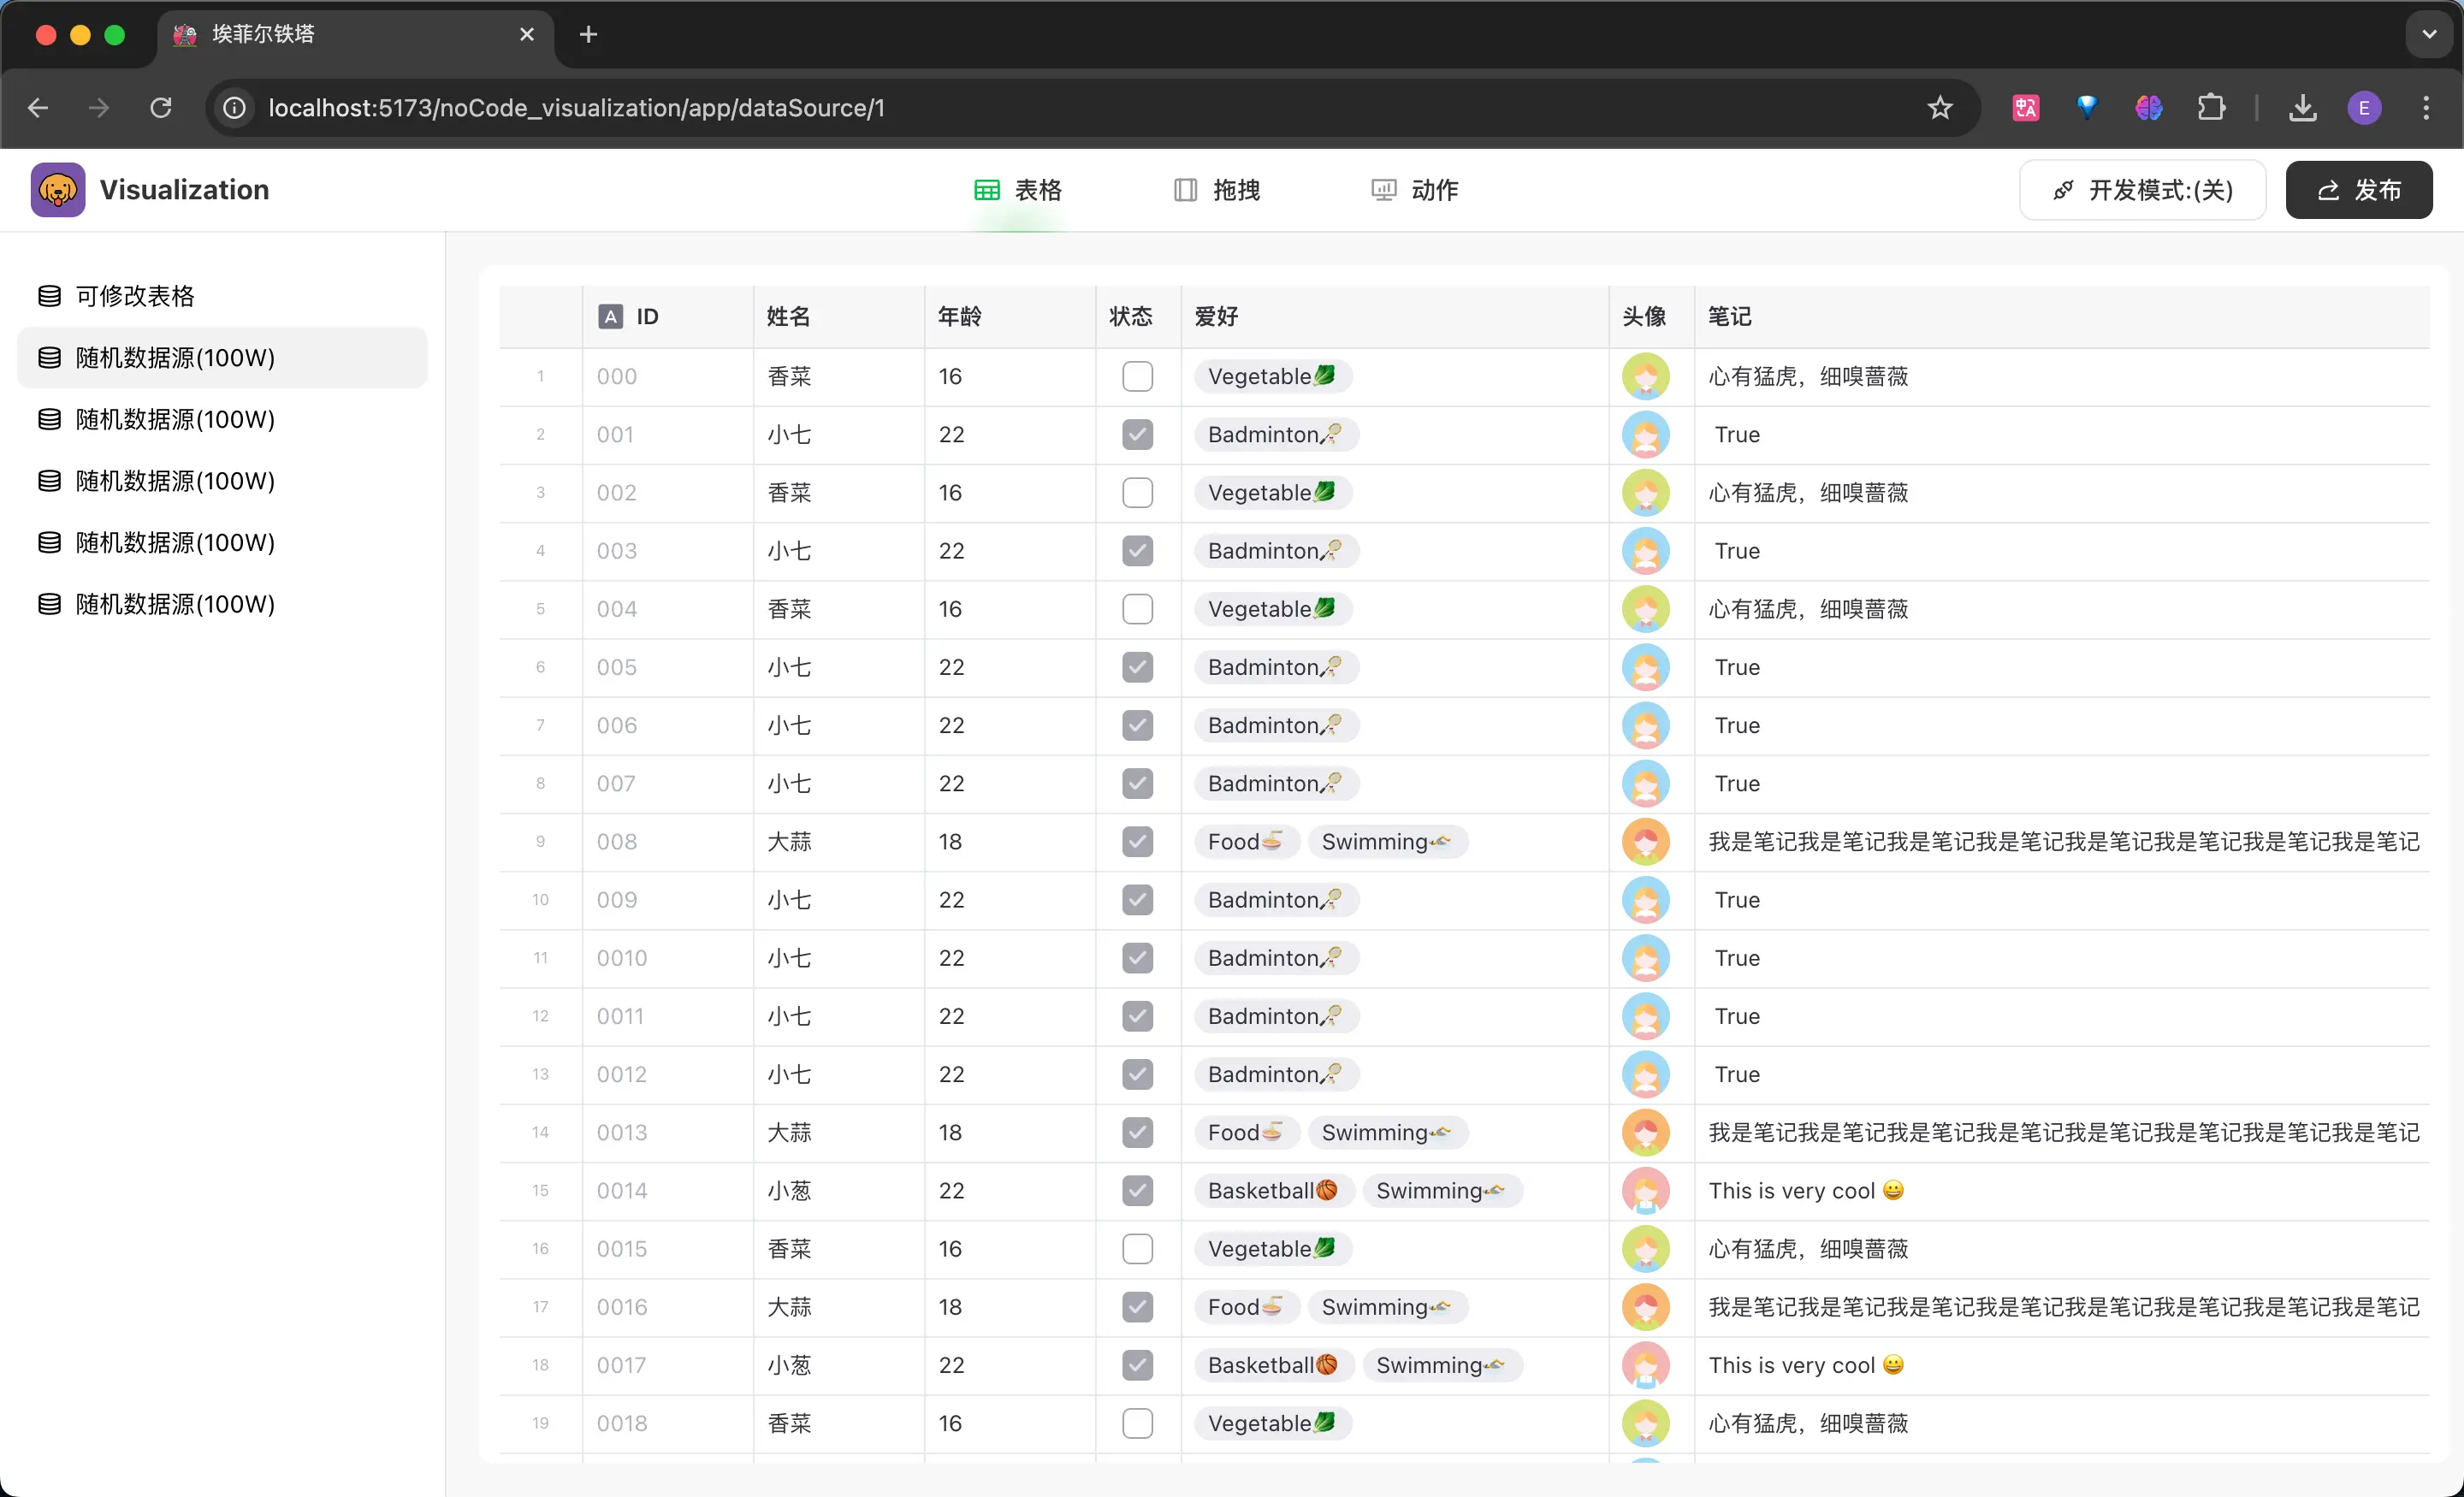 埃菲尔铁塔
localhost:5173/noCode_visualization/app/dataSource/1
中A
E
Visualization
表格
拖拽
动作
开发模式:(关)
发布
可修改表格
随机数据源(100W)
随机数据源(100W)
随机数据源(100W)
随机数据源(100W)
随机数据源(100W)
A ID 姓名 年龄 状态 爱好 头像 笔记
1 000 香菜 16 Vegetable🥬 心有猛虎，细嗅蔷薇
2 001 小七 22 Badminton🏸 True
3 002 香菜 16 Vegetable🥬 心有猛虎，细嗅蔷薇
4 003 小七 22 Badminton🏸 True
5 004 香菜 16 Vegetable🥬 心有猛虎，细嗅蔷薇
6 005 小七 22 Badminton🏸 True
7 006 小七 22 Badminton🏸 True
8 007 小七 22 Badminton🏸 True
9 008 大蒜 18 Food🍜 Swimming🏊 我是笔记我是笔记我是笔记我是笔记我是笔记我是笔记我是笔记我是笔记
10 009 小七 22 Badminton🏸 True
11 0010 小七 22 Badminton🏸 True
12 0011 小七 22 Badminton🏸 True
13 0012 小七 22 Badminton🏸 True
14 0013 大蒜 18 Food🍜 Swimming🏊 我是笔记我是笔记我是笔记我是笔记我是笔记我是笔记我是笔记我是笔记
15 0014 小葱 22 Basketball🏀 Swimming🏊 This is very cool 😀
16 0015 香菜 16 Vegetable🥬 心有猛虎，细嗅蔷薇
17 0016 大蒜 18 Food🍜 Swimming🏊 我是笔记我是笔记我是笔记我是笔记我是笔记我是笔记我是笔记我是笔记
18 0017 小葱 22 Basketball🏀 Swimming🏊 This is very cool 😀
19 0018 香菜 16 Vegetable🥬 心有猛虎，细嗅蔷薇